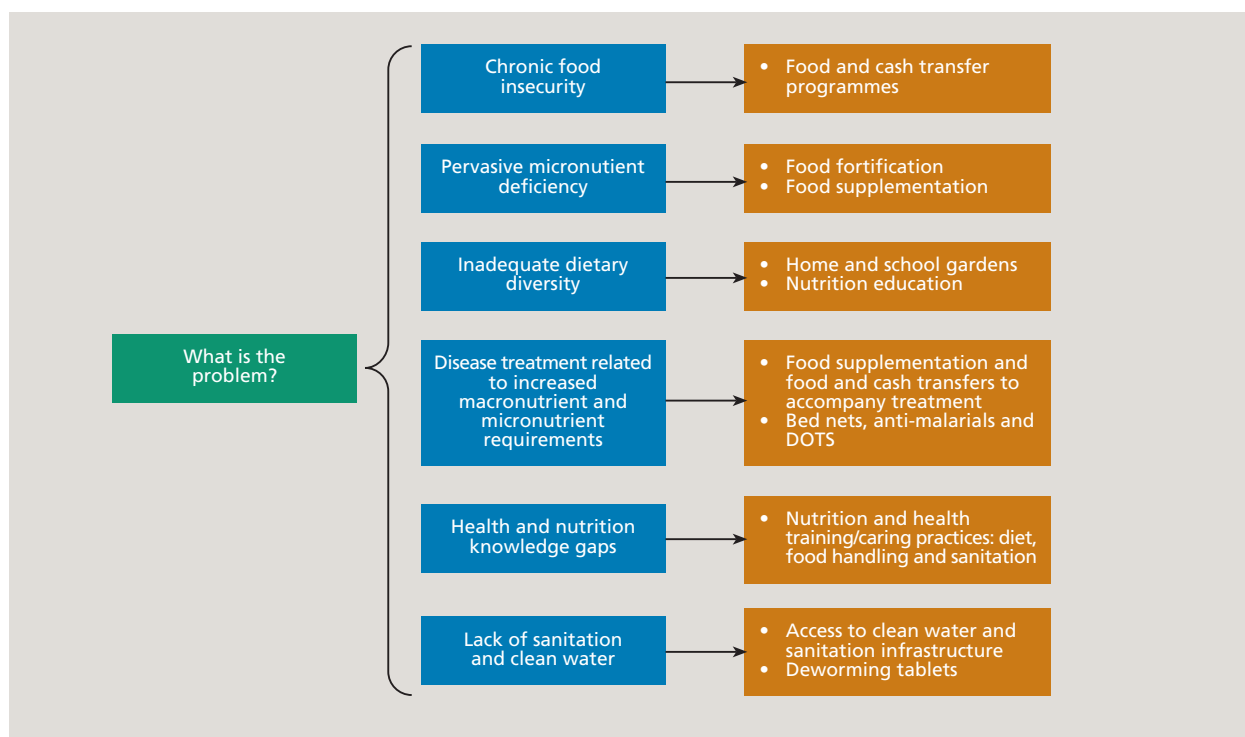 What is the
problem?
Chronic food
insecurity
• Food and cash transfer
programmes
Pervasive micronutient
deficiency
• Food fortification
• Food supplementation
Inadequate dietary
diversity
• Home and school gardens
• Nutrition education
Disease treatment related
to increased
macronutrient and
micronutrient
requirements
• Food supplementation and
food and cash transfers to
accompany treatment
• Bed nets, anti-malarials and
DOTS
Health and nutrition
knowledge gaps
• Nutrition and health
training/caring practices: diet,
food handling and sanitation
Lack of sanitation
and clean water
• Access to clean water and
sanitation infrastructure
• Deworming tablets